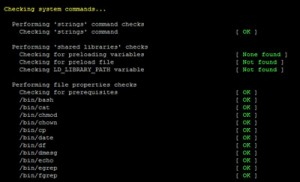 Checking system commands...
Performing 'strings' command checks
Checking 'strings' command [ OK ]
Performing 'shared libraries' checks
Checking for preloading variables [ None found ]
Checking for preload file [ Not found ]
Checking LD_LIBRARY_PATH variable [ Not found ]
Performing file properties checks
Checking for prerequisites [ OK ]
/bin/bash [ OK ]
/bin/cat [ OK ]
/bin/chmod [ OK ]
/bin/chown [ OK ]
/bin/cp [ OK ]
/bin/date [ OK ]
/bin/df [ OK ]
/bin/dmesg [ OK ]
/bin/echo [ OK ]
/bin/egrep [ OK ]
/bin/fgrep [ OK ]